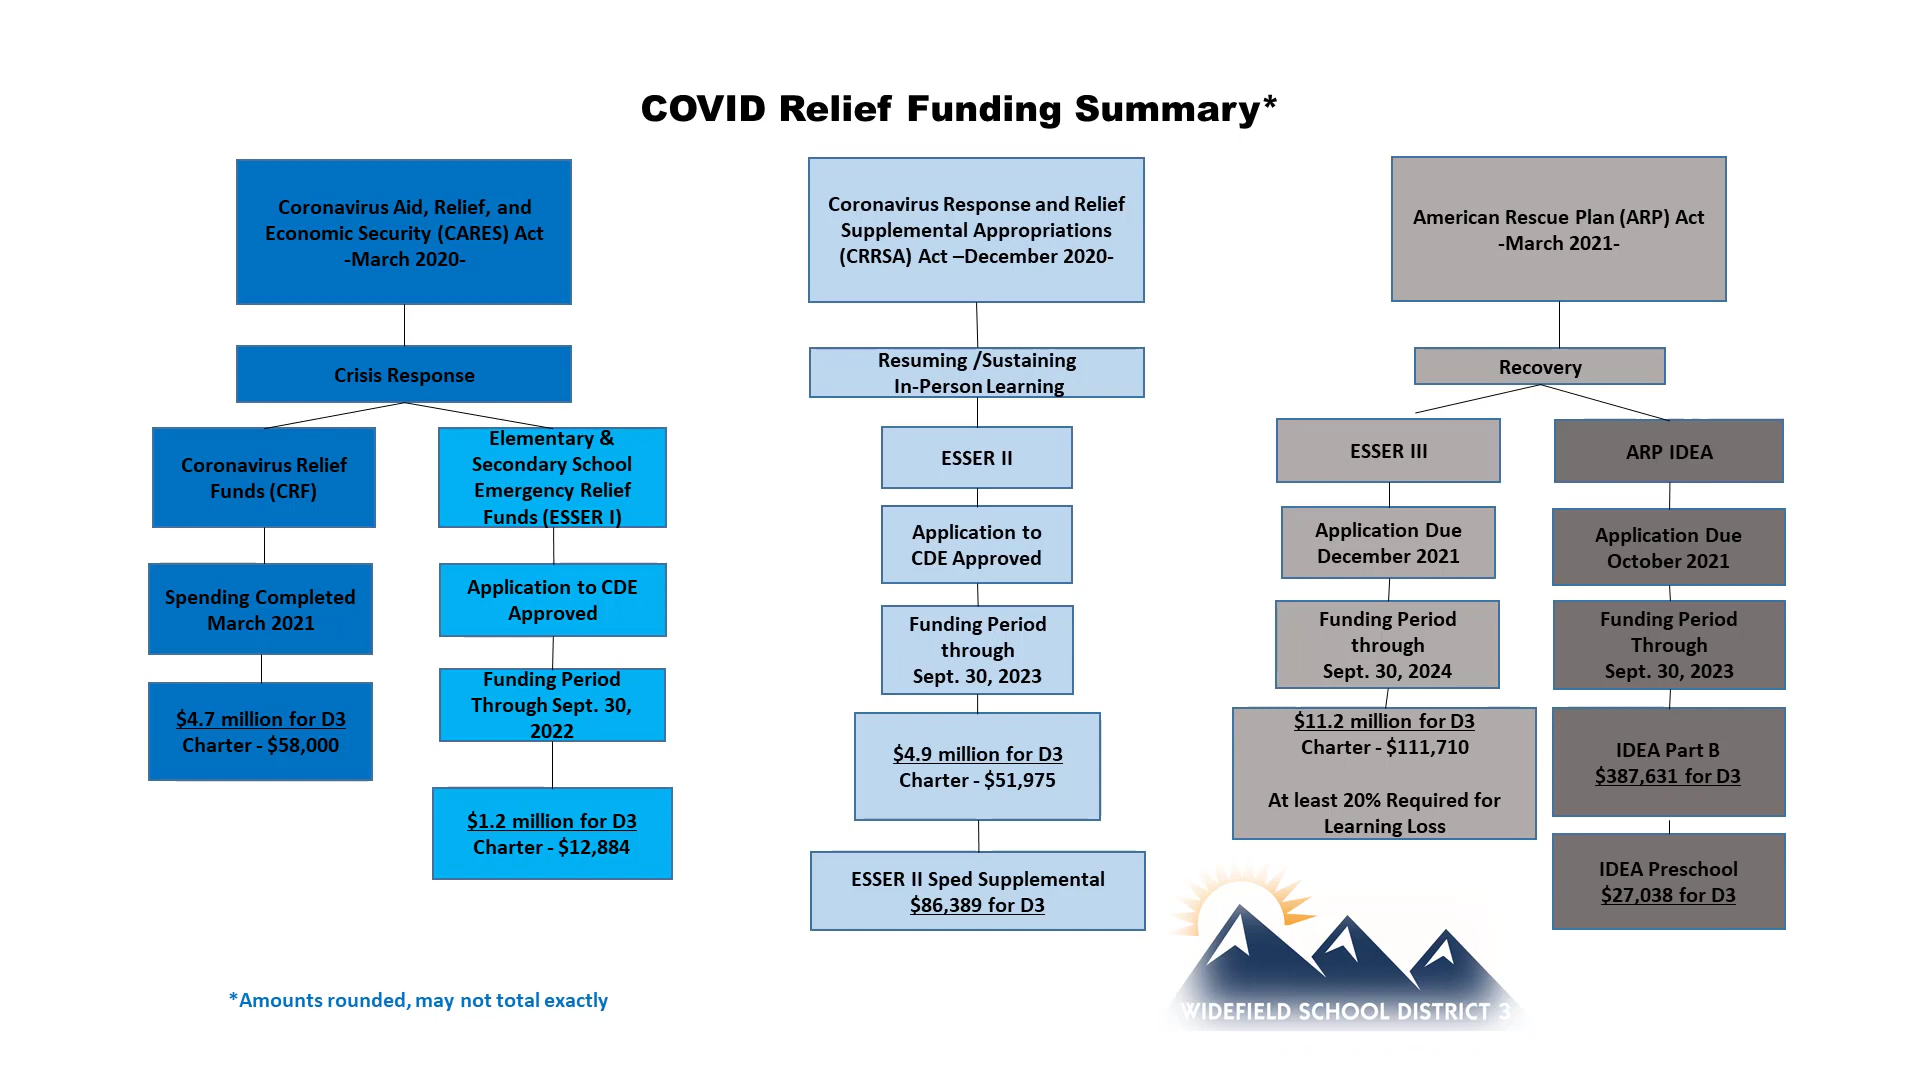 COVID Relief Funding Summary*
Coronavirus Aid, Relief, and
Economic Security (CARES) Act
-March 2020-
Crisis Response
Coronavirus Relief
Funds (CRF)
Spending Completed
March 2021
$4.7 million for D3
Charter - $58,000
Elementary &
Secondary School
Emergency Relief
Funds (ESSER I)
Application to CDE
Approved
Funding Period
Through Sept. 30,
2022
$1.2 million for D3
Charter - $12,884
Coronavirus Response and Relief
Supplemental Appropriations
(CRRSA) Act –December 2020-
Resuming /Sustaining
In-Person Learning
ESSER II
Application to
CDE Approved
Funding Period
through
Sept. 30, 2023
$4.9 million for D3
Charter - $51,975
ESSER II Sped Supplemental
$86,389 for D3
American Rescue Plan (ARP) Act
-March 2021-
Recovery
ESSER III
Application Due
December 2021
Funding Period
through
Sept. 30, 2024
$11.2 million for D3
Charter - $111,710
At least 20% Required for
Learning Loss
ARP IDEA
Application Due
October 2021
Funding Period
Through
Sept. 30, 2023
IDEA Part B
$387,631 for D3
IDEA Preschool
$27,038 for D3
*Amounts rounded, may not total exactly
WIDEFIELD SCHOOL DISTRICT 3